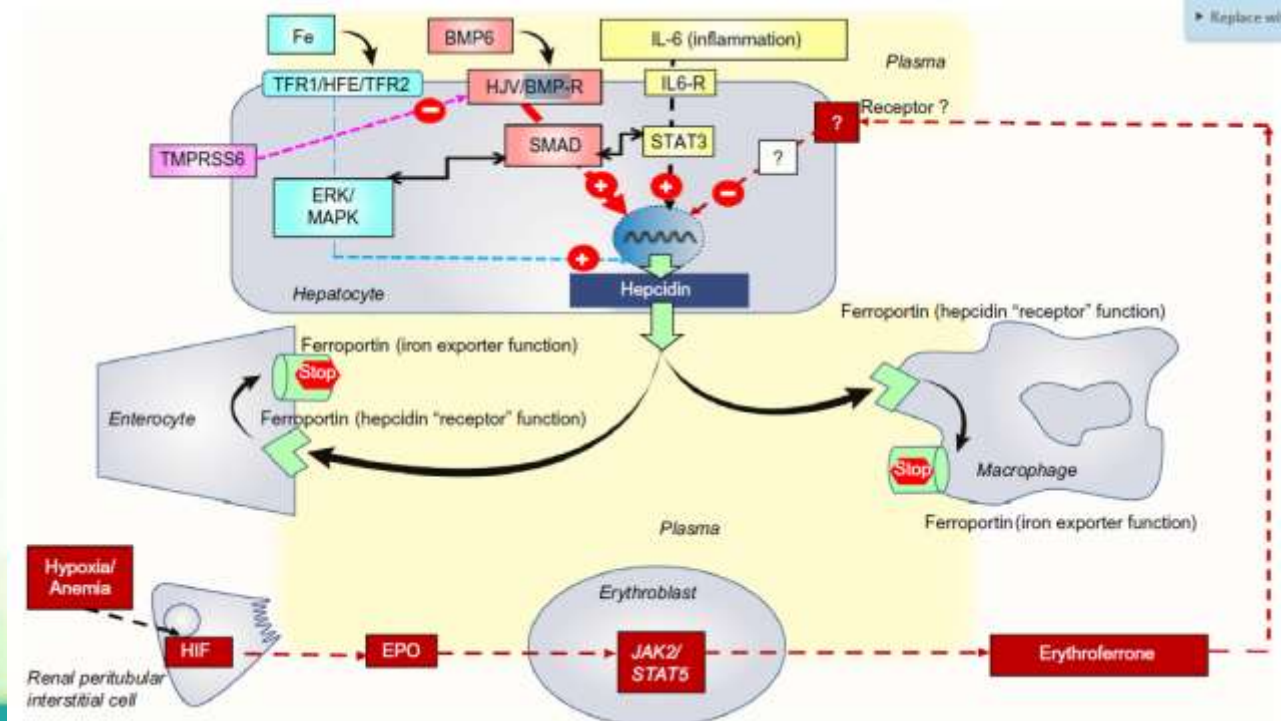 Replace wi
Fe
BMP6
IL-6 (inflammation)
Plasma
TFR1/HFE/TFR2
HJV/BMP-R
IL6-R
Receptor ?
?
TMPRSS6
SMAD
STAT3
?
ERK/
MAPK
Hepatocyte
Hepcidin
Ferroportin (hepcidin "receptor" function)
Ferroportin (iron exporter function)
Stop
Enterocyte
Ferroportin (hepcidin "receptor" function)
Stop
Macrophage
Ferroportin (iron exporter function)
Plasma
Hypoxia/
Anemia
Erythroblast
HIF
EPO
JAK2/
STAT5
Erythroferrone
Renal peritubular
interstitial cell